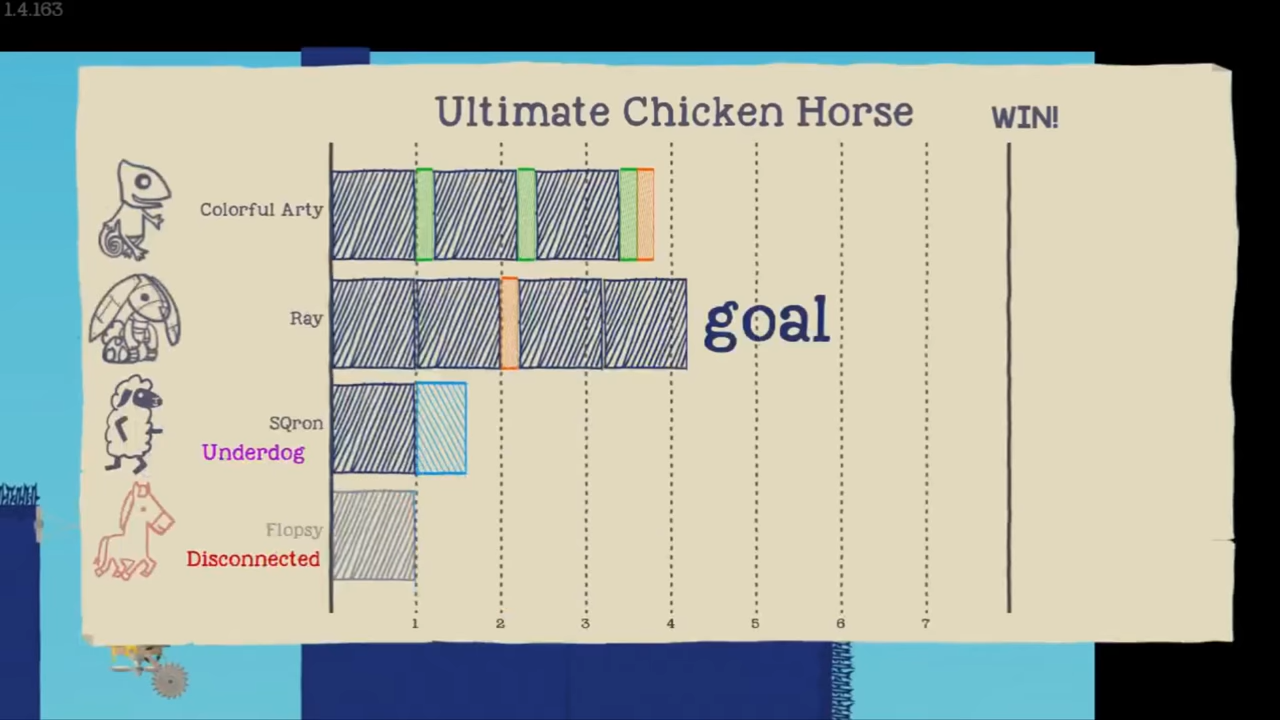 1.4.163
Ultimate Chicken Horse
WIN!
Colorful Arty
Ray
goal
SQron
Underdog
Flopsy
Disconnected
1 2 3 4 5 6 7